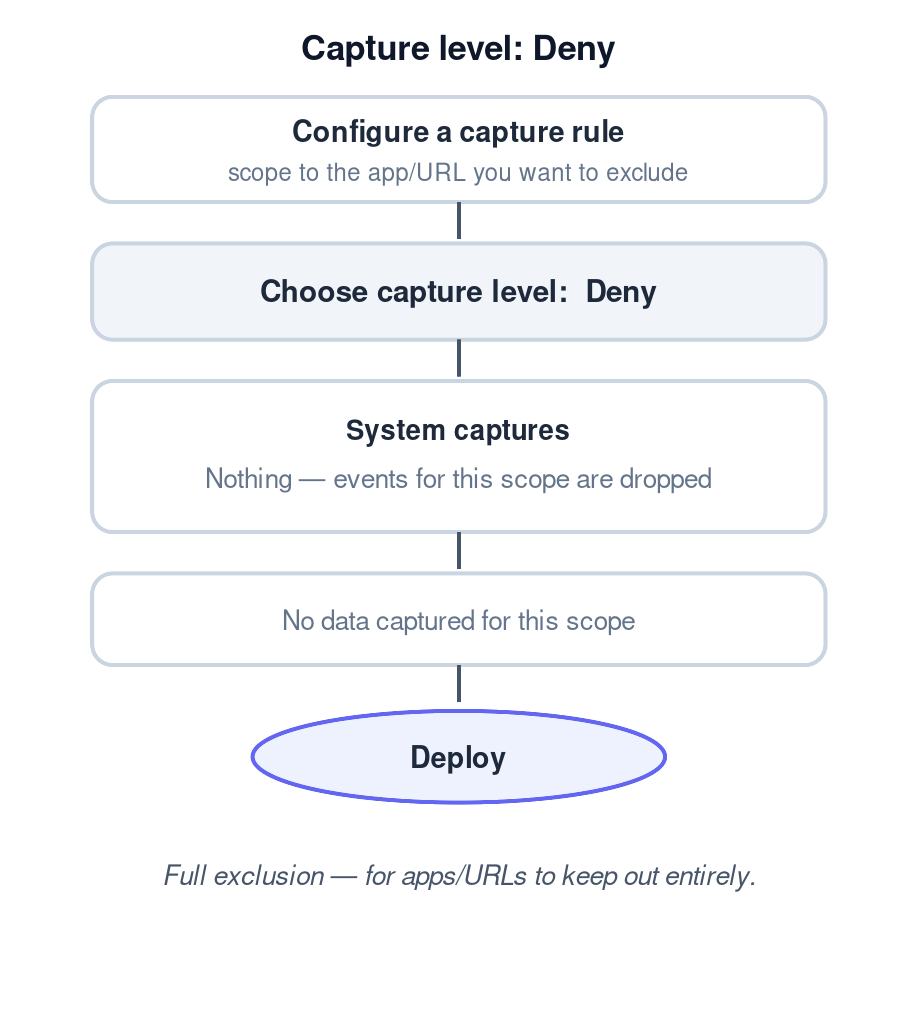 Capture level: Deny
Configure a capture rule
scope to the app/URL you want to exclude
Choose capture level:  Deny
System captures
Nothing — events for this scope are dropped
No data captured for this scope
Deploy
Full exclusion — for apps/URLs to keep out entirely.